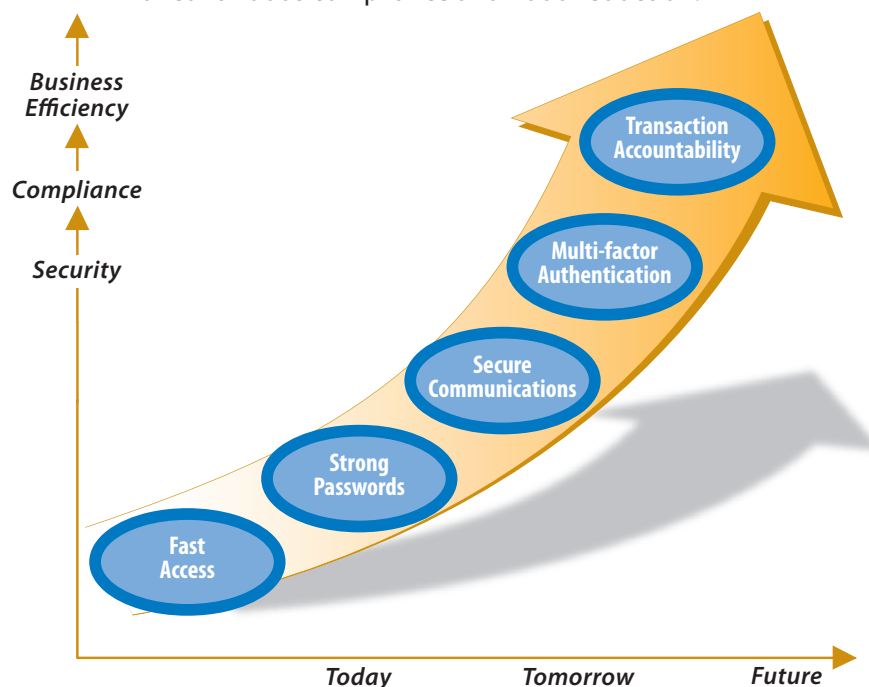 Business
Efficiency
Compliance
Security
Transaction
Accountability
Multi-factor
Authentication
Secure
Communications
Strong
Passwords
Fast
Access
Today
Tomorrow
Future